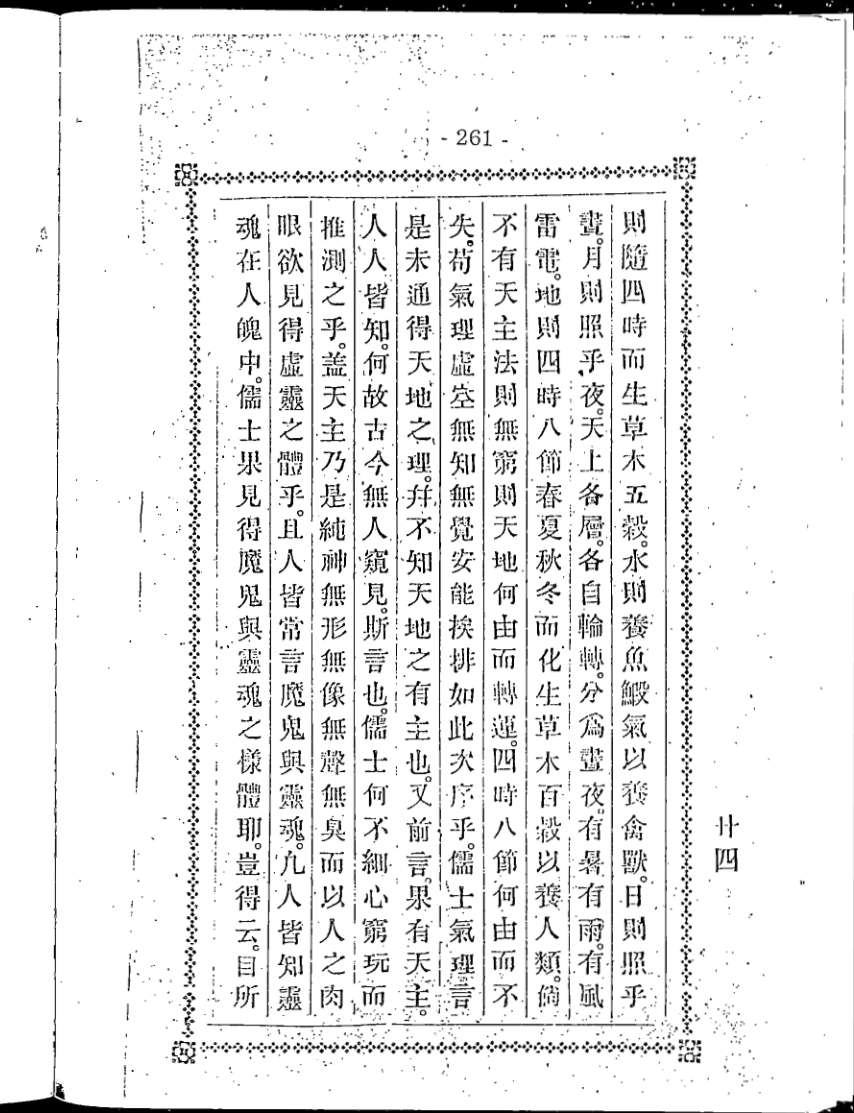 - 261 -
則隨四時而生草木五穀。水則養魚鰕氣以養禽獸。日則照乎
晝。月則照乎夜。天上各層。各自輪轉。分爲晝夜。有暑有雨。有風
雷電。地則四時八節春夏秋冬而化生草木百穀以養人類。倘
不有天主法則無窮則天地何由而轉運。四時八節何由而不
失。苟氣理虛空無知無覺安能挨排如此次序乎。儒士氣理言
是未通得天地之理。幷不知天地之有主也。又前言。果有天主。
人人皆知。何故古今無人窺見。斯言也。儒士何不細心窮玩而
推測之乎。蓋天主乃是純神無形無像無聲無臭而以人之肉
眼欲見得虛靈之體乎。且人皆常言魔鬼與靈魂。凡人皆知靈
魂在人魄中。儒士果見得魔鬼與靈魂之樣體耶。豈得云。目所
廿四